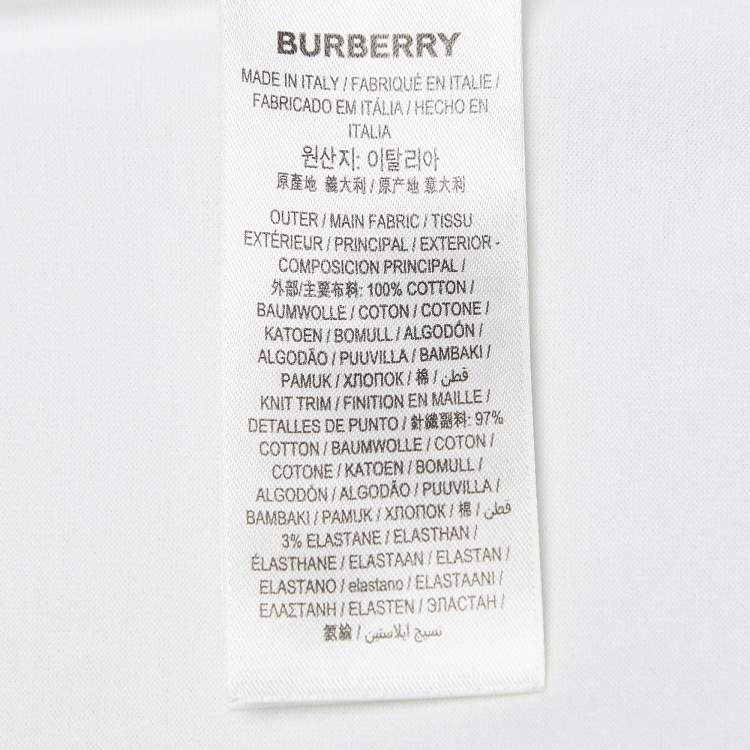 BURBERRY
MADE IN ITALY / FABRIQUÉ EN ITALIE /
FABRICADO EM ITÁLIA / HECHO EN
ITALIA
원산지: 이탈리아
原產地 義大利 / 原产地 意大利
OUTER / MAIN FABRIC / TISSU
EXTÉRIEUR / PRINCIPAL / EXTERIOR -
COMPOSICION PRINCIPAL /
外部/主要布料: 100% COTTON /
BAUMWOLLE / COTON / COTONE /
KATOEN / BOMULL / ALGODÓN /
ALGODÃO / PUUVILLA / BAMBAKI /
PAMUK / ХЛОПОК / 棉 / قطن /
KNIT TRIM / FINITION EN MAILLE /
DETALLES DE PUNTO / 針織副料: 97%
COTTON / BAUMWOLLE / COTON /
COTONE / KATOEN / BOMULL /
ALGODÓN / ALGODÃO / PUUVILLA /
BAMBAKI / PAMUK / ХЛОПОК / 棉 / قطن /
3% ELASTANE / ELASTHAN /
ÉLASTHANE / ELASTAAN / ELASTAN /
ELASTANO / elastano / ELASTAANI /
ΕΛΑΣΤΑΝΗ / ELASTEN / ЭЛАСТАН /
氨綸 / نسيج ايلاستين